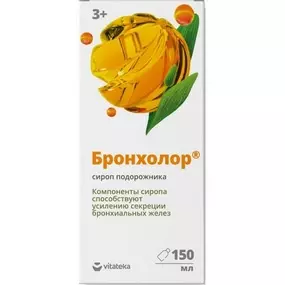 3+
Бронхолор®
сироп подорожника
Компоненты сиропа
способствуют
усилению секреции
бронхиальных желез
vitateka
150
мл